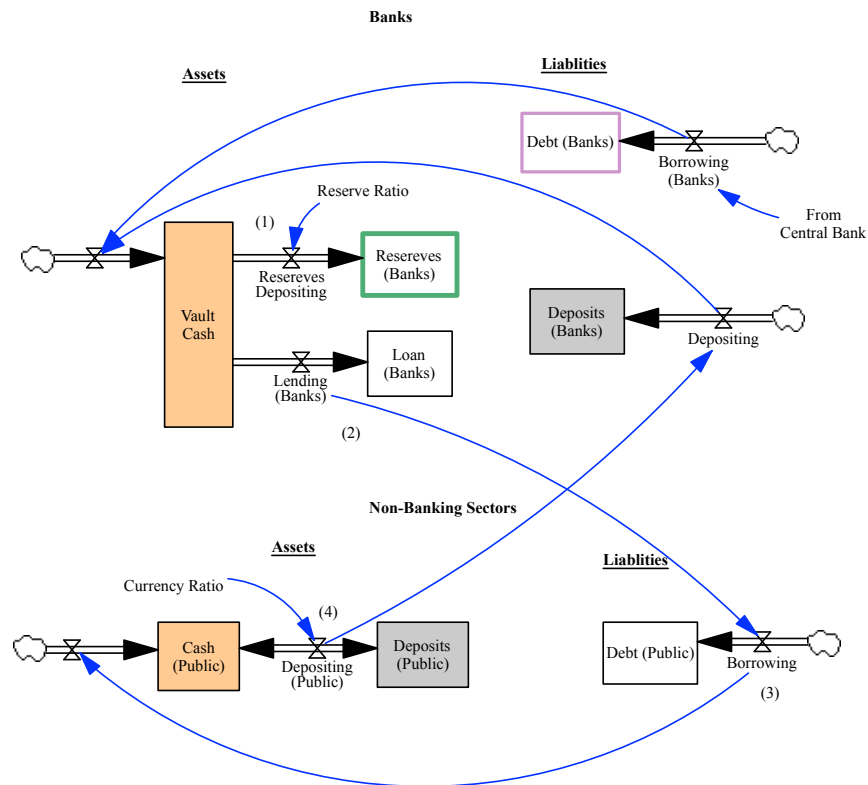 Banks
Assets
Liablities
Debt (Banks)
Borrowing
(Banks)
From
Central Bank
Reserve Ratio
(1)
Resereves
Depositing
Resereves
(Banks)
Vault
Cash
Deposits
(Banks)
Depositing
Loan
(Banks)
Lending
(Banks)
(2)
Non-Banking Sectors
Assets
Liablities
Currency Ratio
(4)
Cash
(Public)
Depositing
(Public)
Deposits
(Public)
Debt (Public)
Borrowing
(3)